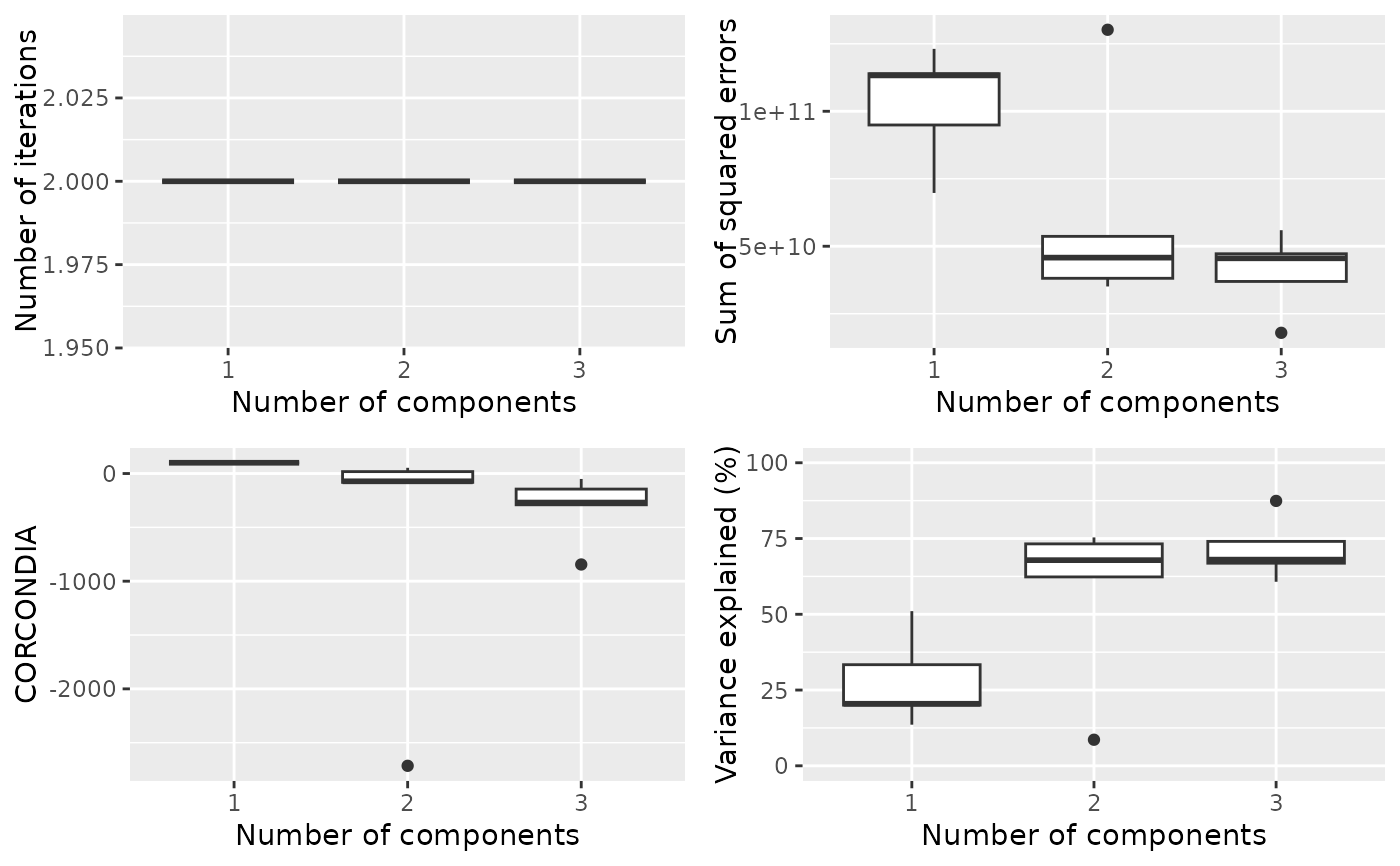 Number of iterations
2.025
2.000
1.975
1.950
1
2
3
Number of components
Sum of squared errors
1e+11
5e+10
1
2
3
Number of components
CORCONDIA
0
-1000
-2000
1
2
3
Number of components
Variance explained (%)
100
75
50
25
0
1
2
3
Number of components